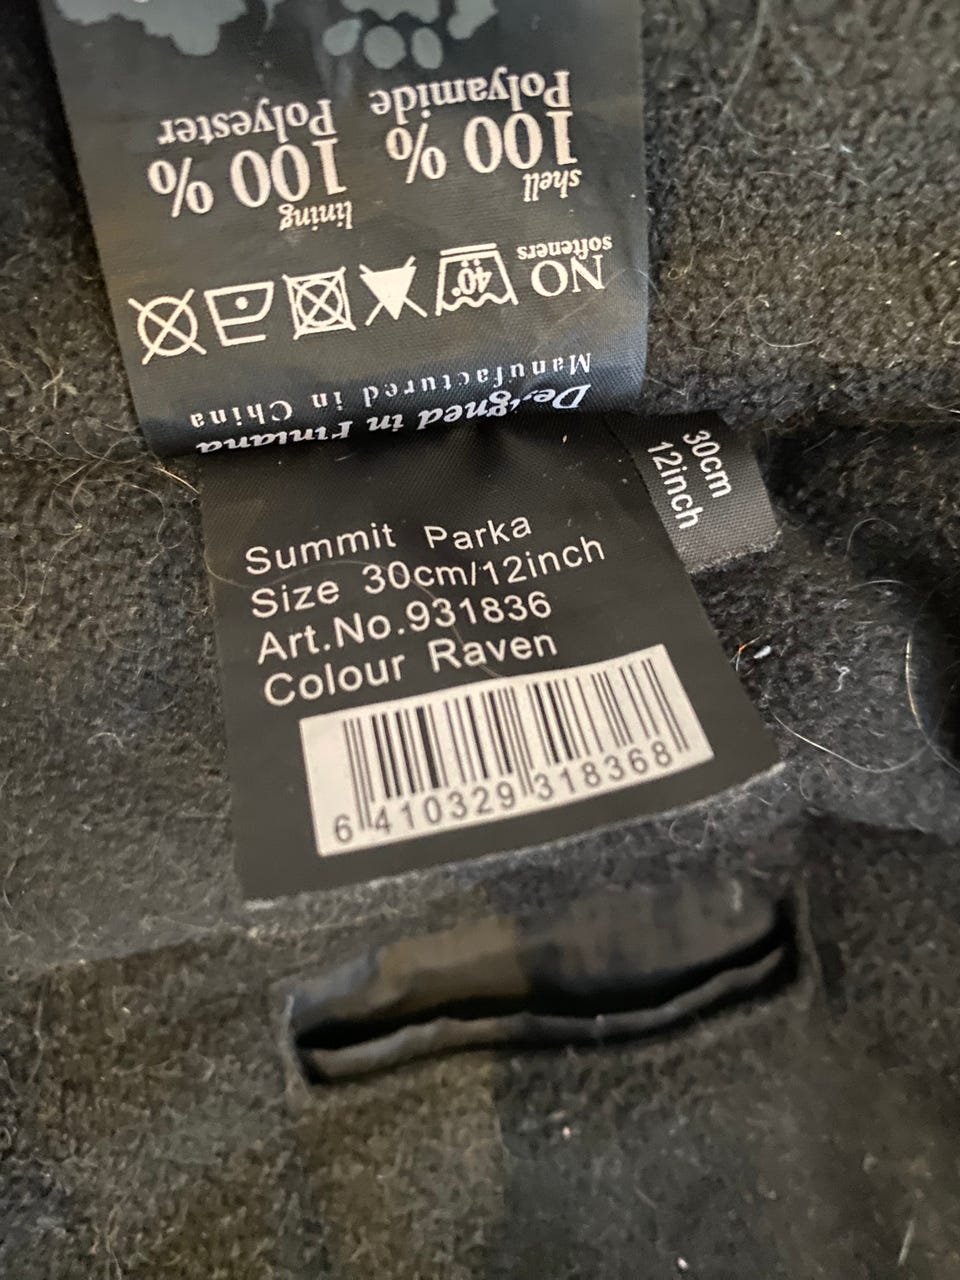 shell
100 %
Polyamide
lining
100 %
Polyester
NO
softeners
40°
Designed in Finland
Manufactured in China
30cm
12inch
Summit Parka
Size 30cm/12inch
Art.No.931836
Colour Raven
6 410329 318368